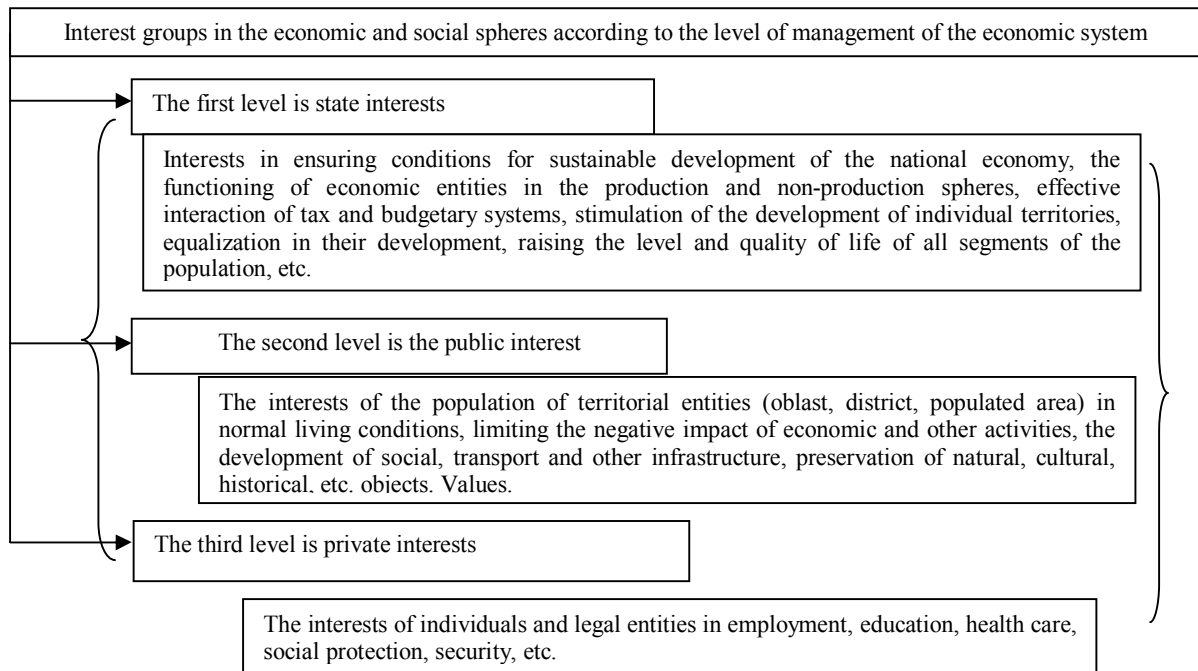 Interest groups in the economic and social spheres according to the level of management of the economic system
The first level is state interests
Interests in ensuring conditions for sustainable development of the national economy, the
functioning of economic entities in the production and non-production spheres, effective
interaction of tax and budgetary systems, stimulation of the development of individual territories,
equalization in their development, raising the level and quality of life of all segments of the
population, etc.
The second level is the public interest
The interests of the population of territorial entities (oblast, district, populated area) in
normal living conditions, limiting the negative impact of economic and other activities, the
development of social, transport and other infrastructure, preservation of natural, cultural,
historical, etc. objects. Values.
The third level is private interests
The interests of individuals and legal entities in employment, education, health care,
social protection, security, etc.